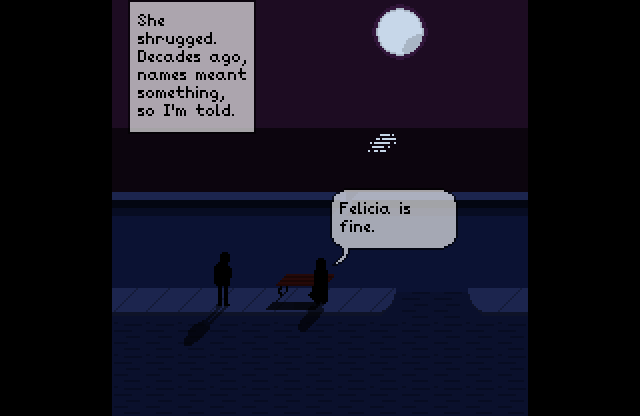 She
shrugged.
Decades ago,
names meant
something,
so I'm told.
Felicia is
fine.